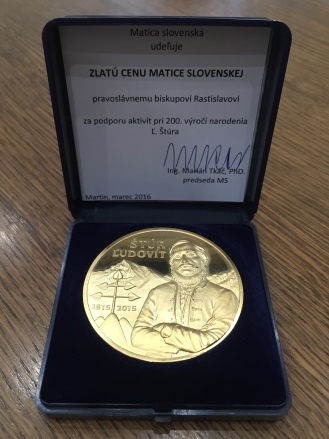 Matica slovenská
udeľuje
ZLATÚ CENU MATICE SLOVENSKEJ
pravoslávnemu biskupovi Rastislavovi
za podporu aktivít pri 200. výročí narodenia
Ľ. Štúra
Ing. Marián Tkáč, PhD.
predseda MS
Martin, marec 2016
ŠTÚR
ĽUDOVÍT
1815 2015